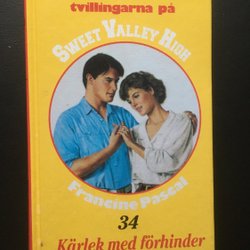 tvillingarna på
SWEET VALLEY HIGH
Francine Pascal
34
Kärlek med förhinder